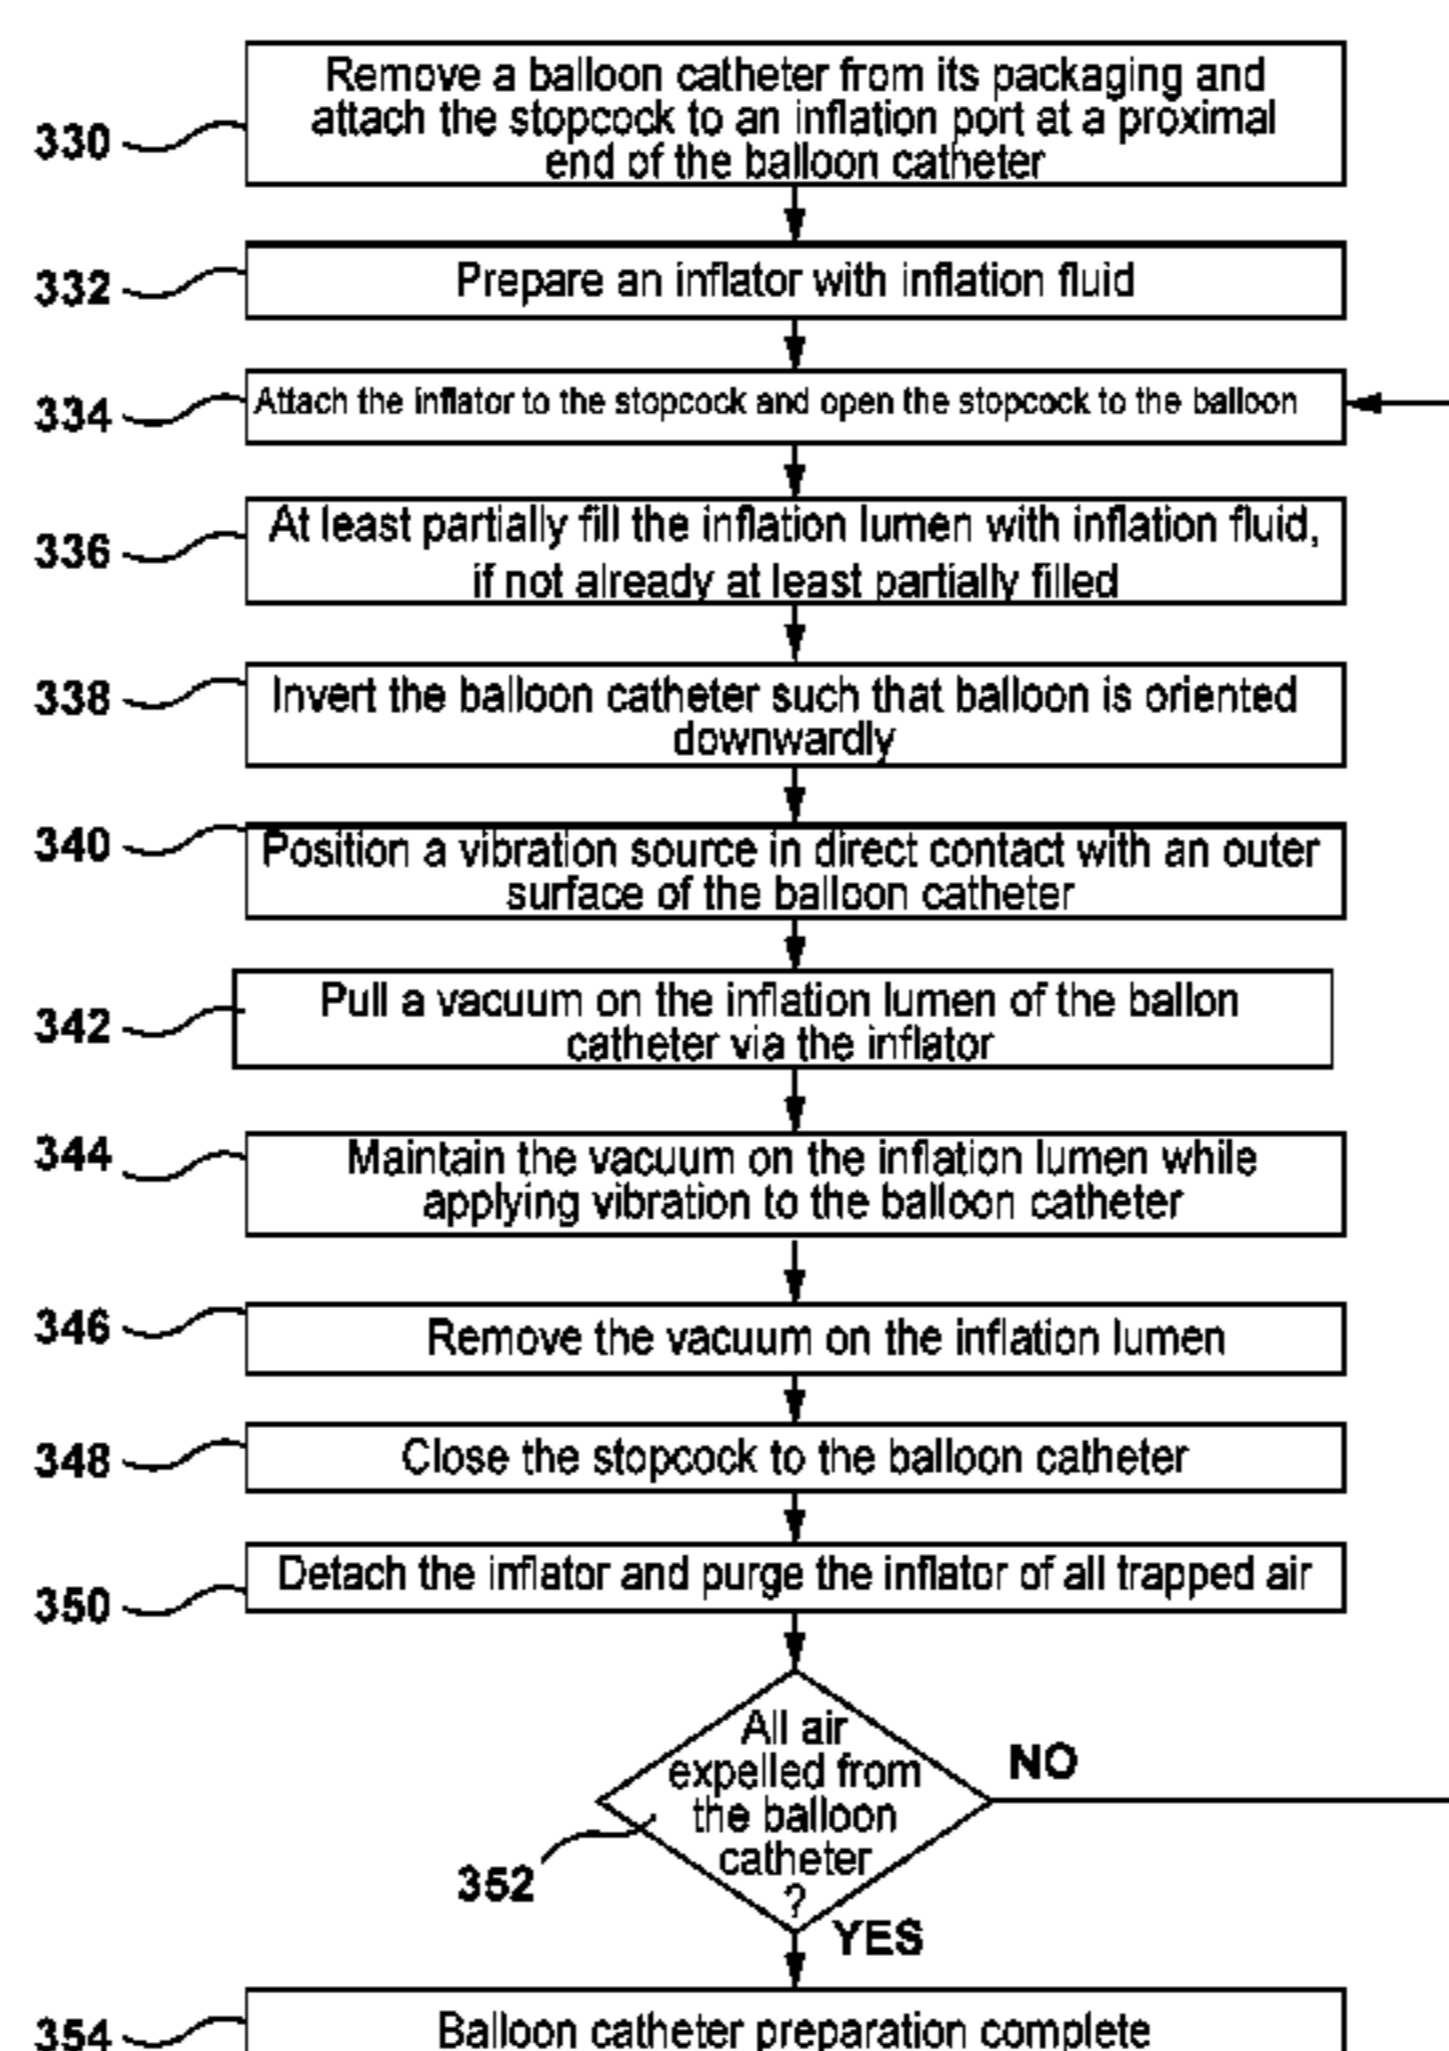 330
Remove a balloon catheter from its packaging and
attach the stopcock to an inflation port at a proximal
end of the balloon catheter
332
Prepare an inflator with inflation fluid
334
Attach the inflator to the stopcock and open the stopcock to the balloon
336
At least partially fill the inflation lumen with inflation fluid,
if not already at least partially filled
338
Invert the balloon catheter such that balloon is oriented
downwardly
340
Position a vibration source in direct contact with an outer
surface of the balloon catheter
342
Pull a vacuum on the inflation lumen of the ballon
catheter via the inflator
344
Maintain the vacuum on the inflation lumen while
applying vibration to the balloon catheter
346
Remove the vacuum on the inflation lumen
348
Close the stopcock to the balloon catheter
350
Detach the inflator and purge the inflator of all trapped air
352
All air
expelled from
the balloon
catheter
?
NO
YES
354
Balloon catheter preparation complete